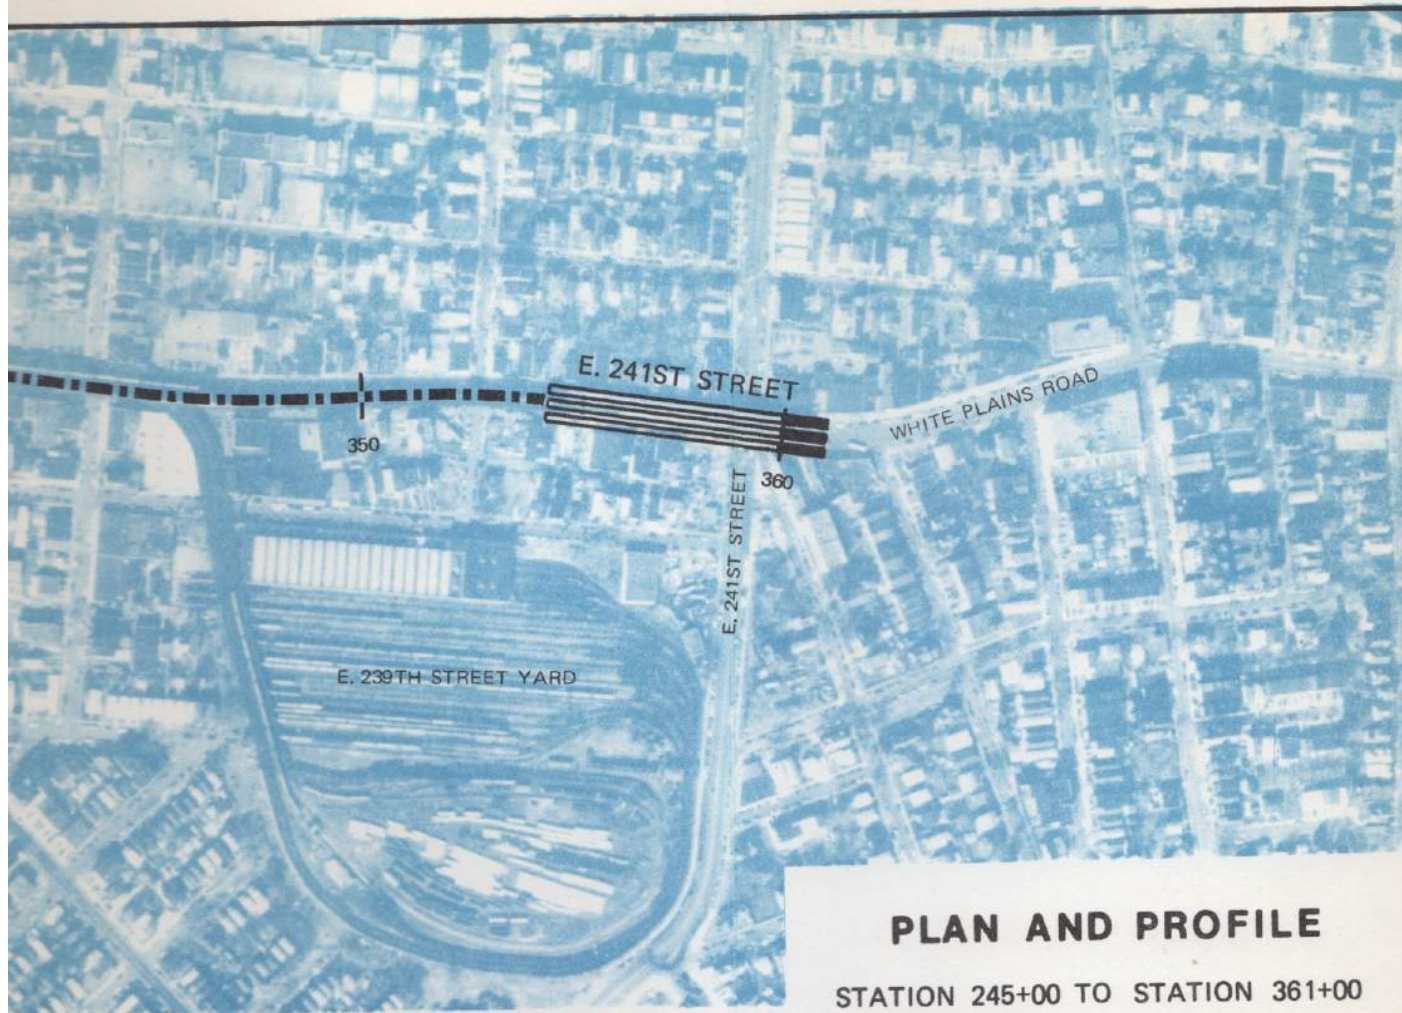 E. 241ST STREET
WHITE PLAINS ROAD
350
360
E. 241ST STREET
E. 239TH STREET YARD
PLAN AND PROFILE
STATION 245+00 TO STATION 361+00